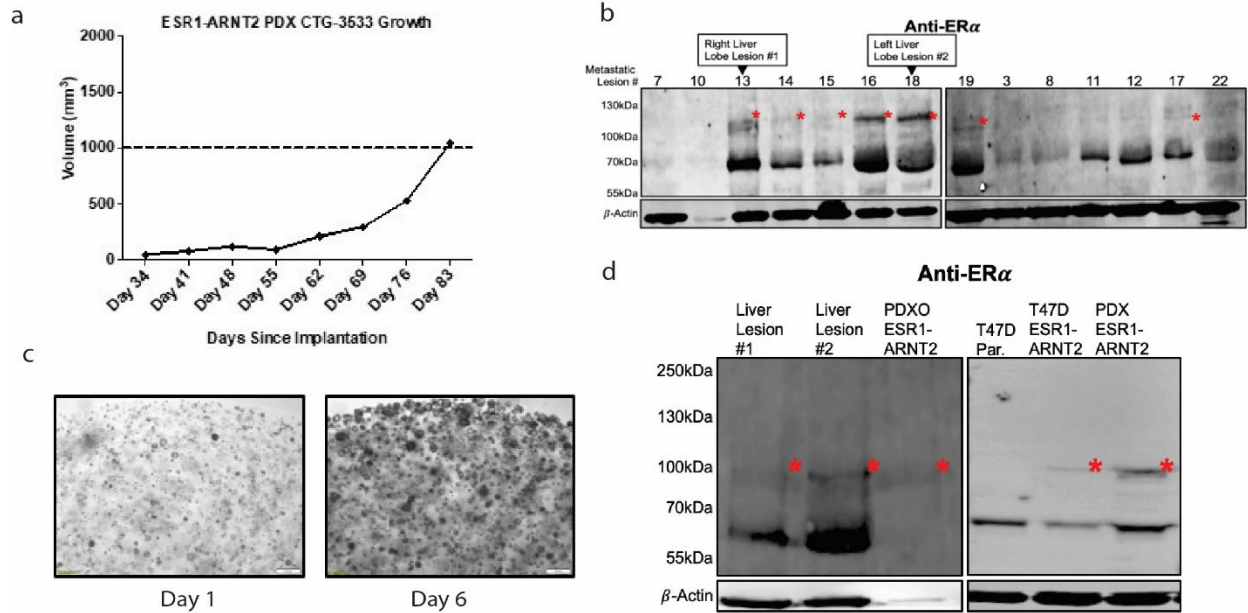 a
ESR1-ARNT2 PDX CTG-3533 Growth
2000
1500
1000
500
0
Volume (mm³)
Day 34
Day 41
Day 48
Day 55
Day 62
Day 69
Day 76
Day 83
Days Since Implantation
b
Anti-ERα
Right Liver
Lobe Lesion #1
Left Liver
Lobe Lesion #2
Metastatic
Lesion #
7 10 13 14 15 16 18 19 3 8 11 12 17 22
130kDa
100kDa
70kDa
55kDa
β-Actin
* * * * * * *
c
Day 1
Day 6
d
Anti-ERα
Liver
Lesion
#1
Liver
Lesion
#2
PDXO
ESR1-
ARNT2
T47D
Par.
T47D
ESR1-
ARNT2
PDX
ESR1-
ARNT2
250kDa
130kDa
100kDa
70kDa
55kDa
β-Actin
* * * * *